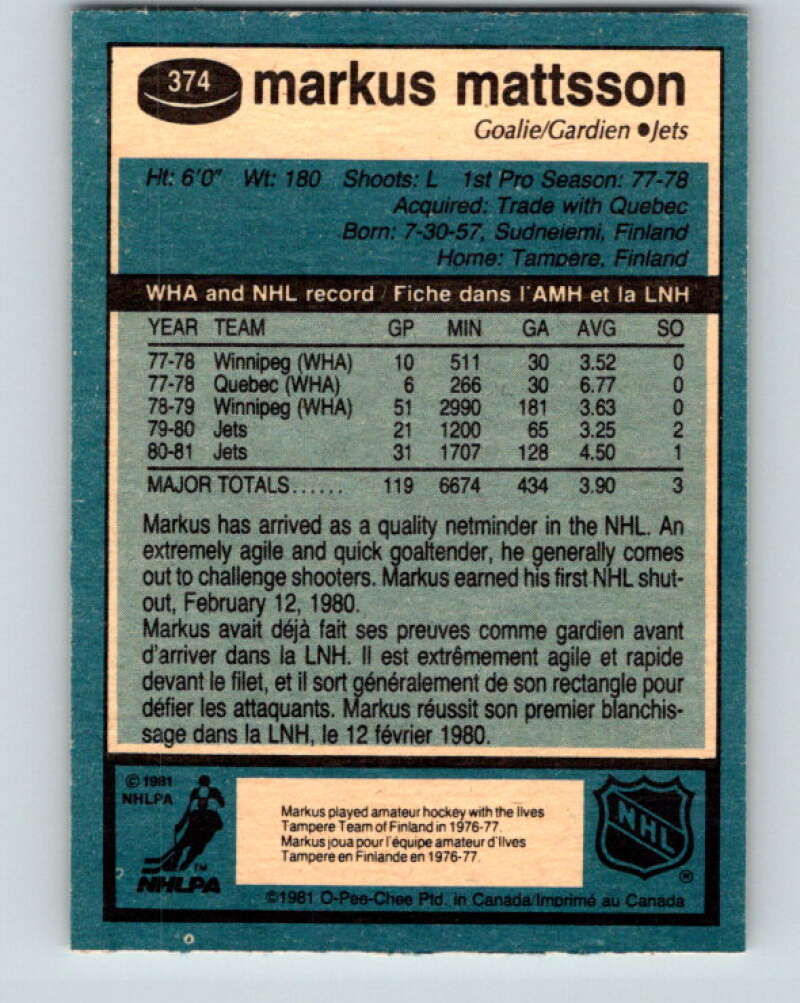 374
markus mattsson
Goalie/Gardien ●Jets
Ht: 6'0" Wt: 180 Shoots: L 1st Pro Season: 77-78
Acquired: Trade with Quebec
Born: 7-30-57, Sudneiemi, Finland
Home: Tampere, Finland
WHA and NHL record / Fiche dans l'AMH et la LNH
YEAR TEAM GP MIN GA AVG SO
77-78 Winnipeg (WHA) 10 511 30 3.52 0
77-78 Quebec (WHA) 6 266 30 6.77 0
78-79 Winnipeg (WHA) 51 2990 181 3.63 0
79-80 Jets 21 1200 65 3.25 2
80-81 Jets 31 1707 128 4.50 1
MAJOR TOTALS...... 119 6674 434 3.90 3
Markus has arrived as a quality netminder in the NHL. An
extremely agile and quick goaltender, he generally comes
out to challenge shooters. Markus earned his first NHL shut-
out, February 12, 1980.
Markus avait déjà fait ses preuves comme gardien avant
d'arriver dans la LNH. Il est extrêmement agile et rapide
devant le filet, et il sort généralement de son rectangle pour
défier les attaquants. Markus réussit son premier blanchis-
sage dans la LNH, le 12 février 1980.
© 1981
NHLPA
TM
NHLPA
Markus played amateur hockey with the Ilves
Tampere Team of Finland in 1976-77.
Markus joua pour l'équipe amateur d'Ilves
Tampere en Finlande en 1976-77.
NHL
®
©1981 O-Pee-Chee Ptd. in Canada/Imprimé au Canada